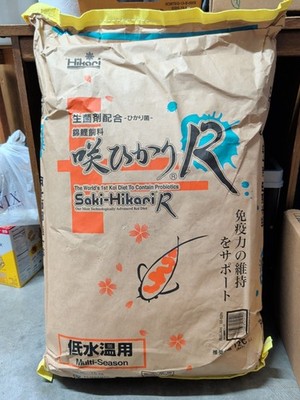 Hikari
生菌剤配合-ひかり菌-
錦鯉飼料
咲ひかり®R
The World's 1st Koi Diet To Contain Probiotics
Saki-Hikari R
免疫力の維持
をサポート
低水温用
Multi-Season